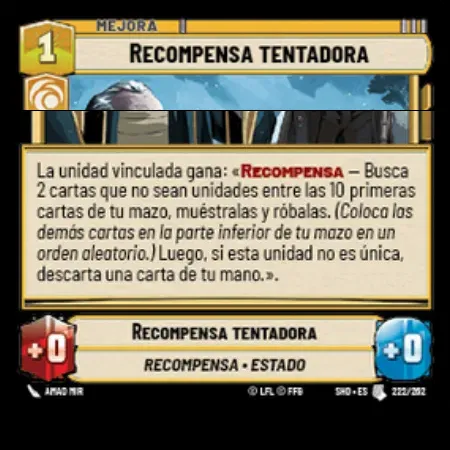 MEJORA
1
RECOMPENSA TENTADORA
La unidad vinculada gana: «RECOMPENSA – Busca
2 cartas que no sean unidades entre las 10 primeras
cartas de tu mazo, muéstralas y róbalas. (Coloca las
demás cartas en la parte inferior de tu mazo en un
orden aleatorio.) Luego, si esta unidad no es única,
descarta una carta de tu mano.».
RECOMPENSA TENTADORA
+0
+0
RECOMPENSA • ESTADO
AMAD MIR
© LFL © FFG
SHD • ES
222/262